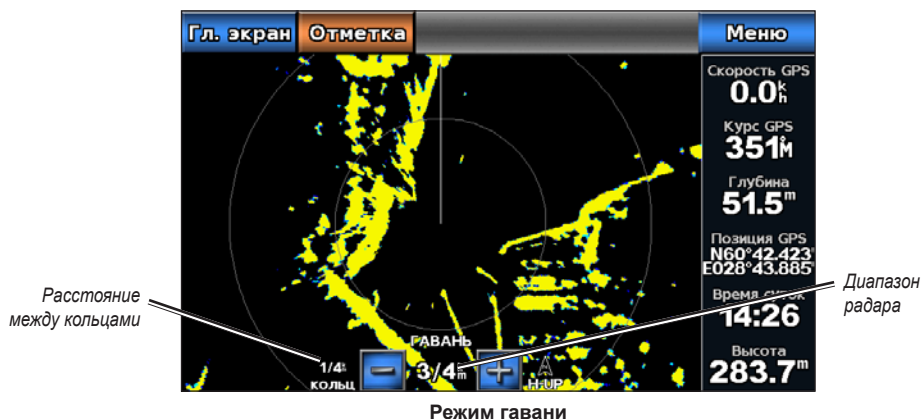 Гл. экран Отметка Меню
Скорость GPS
0.0 k h
Курс GPS
351 M
Глубина
51.5 m
Позиция GPS
N60°42.423'
E028°43.885'
Время суток
14:26
Высота
283.7 m
Расстояние
между кольцами
Диапазон
радара
ГАВАНЬ
1/4
кольц
- 3/4 +
H-UP
Режим гавани